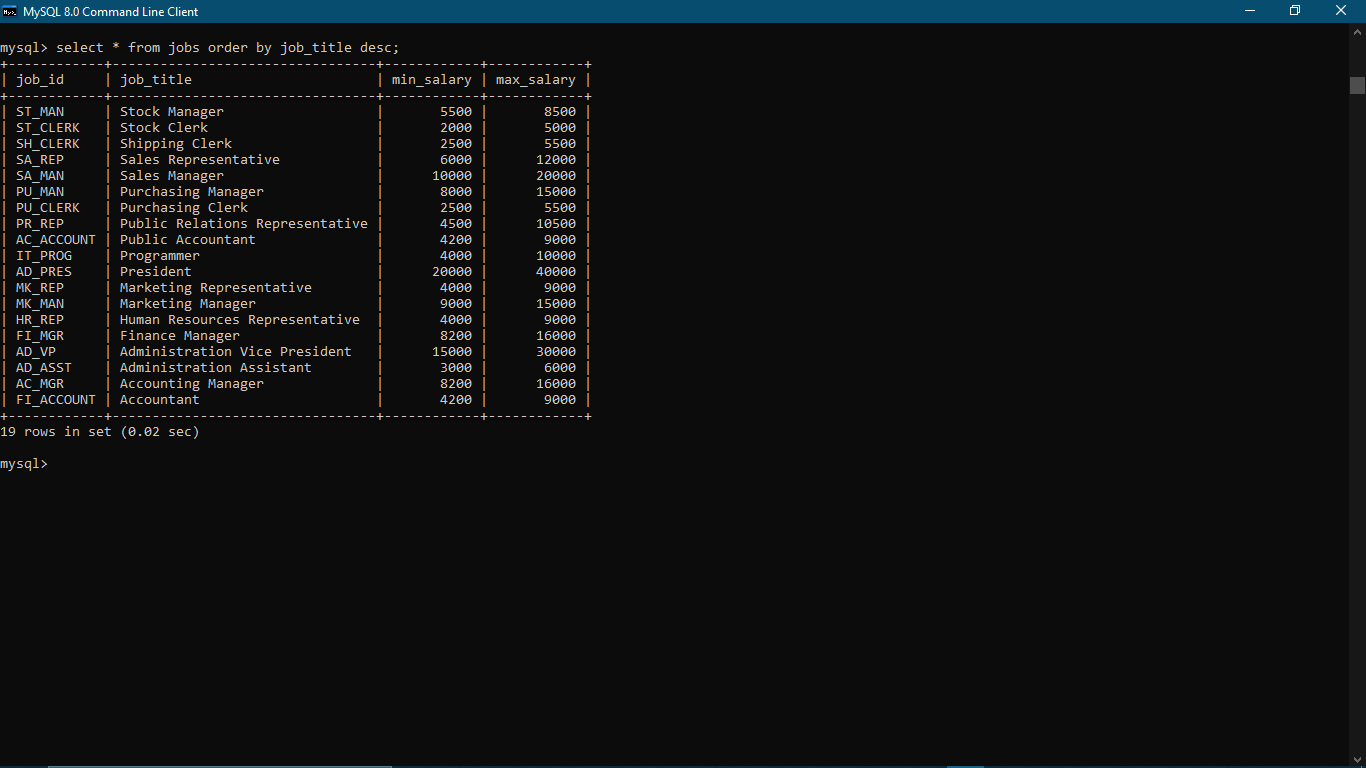 MySQL 8.0 Command Line Client
mysql> select * from jobs order by job_title desc;
+------------+---------------------------------+------------+------------+
| job_id     | job_title                       | min_salary | max_salary |
+------------+---------------------------------+------------+------------+
| ST_MAN     | Stock Manager                   |       5500 |       8500 |
| ST_CLERK   | Stock Clerk                     |       2000 |       5000 |
| SH_CLERK   | Shipping Clerk                  |       2500 |       5500 |
| SA_REP     | Sales Representative            |       6000 |      12000 |
| SA_MAN     | Sales Manager                   |      10000 |      20000 |
| PU_MAN     | Purchasing Manager              |       8000 |      15000 |
| PU_CLERK   | Purchasing Clerk                |       2500 |       5500 |
| PR_REP     | Public Relations Representative |       4500 |      10500 |
| AC_ACCOUNT | Public Accountant               |       4200 |       9000 |
| IT_PROG    | Programmer                      |       4000 |      10000 |
| AD_PRES    | President                       |      20000 |      40000 |
| MK_REP     | Marketing Representative        |       4000 |       9000 |
| MK_MAN     | Marketing Manager               |       9000 |      15000 |
| HR_REP     | Human Resources Representative  |       4000 |       9000 |
| FI_MGR     | Finance Manager                 |       8200 |      16000 |
| AD_VP      | Administration Vice President   |      15000 |      30000 |
| AD_ASST    | Administration Assistant        |       3000 |       6000 |
| AC_MGR     | Accounting Manager              |       8200 |      16000 |
| FI_ACCOUNT | Accountant                      |       4200 |       9000 |
+------------+---------------------------------+------------+------------+
19 rows in set (0.02 sec)
mysql>